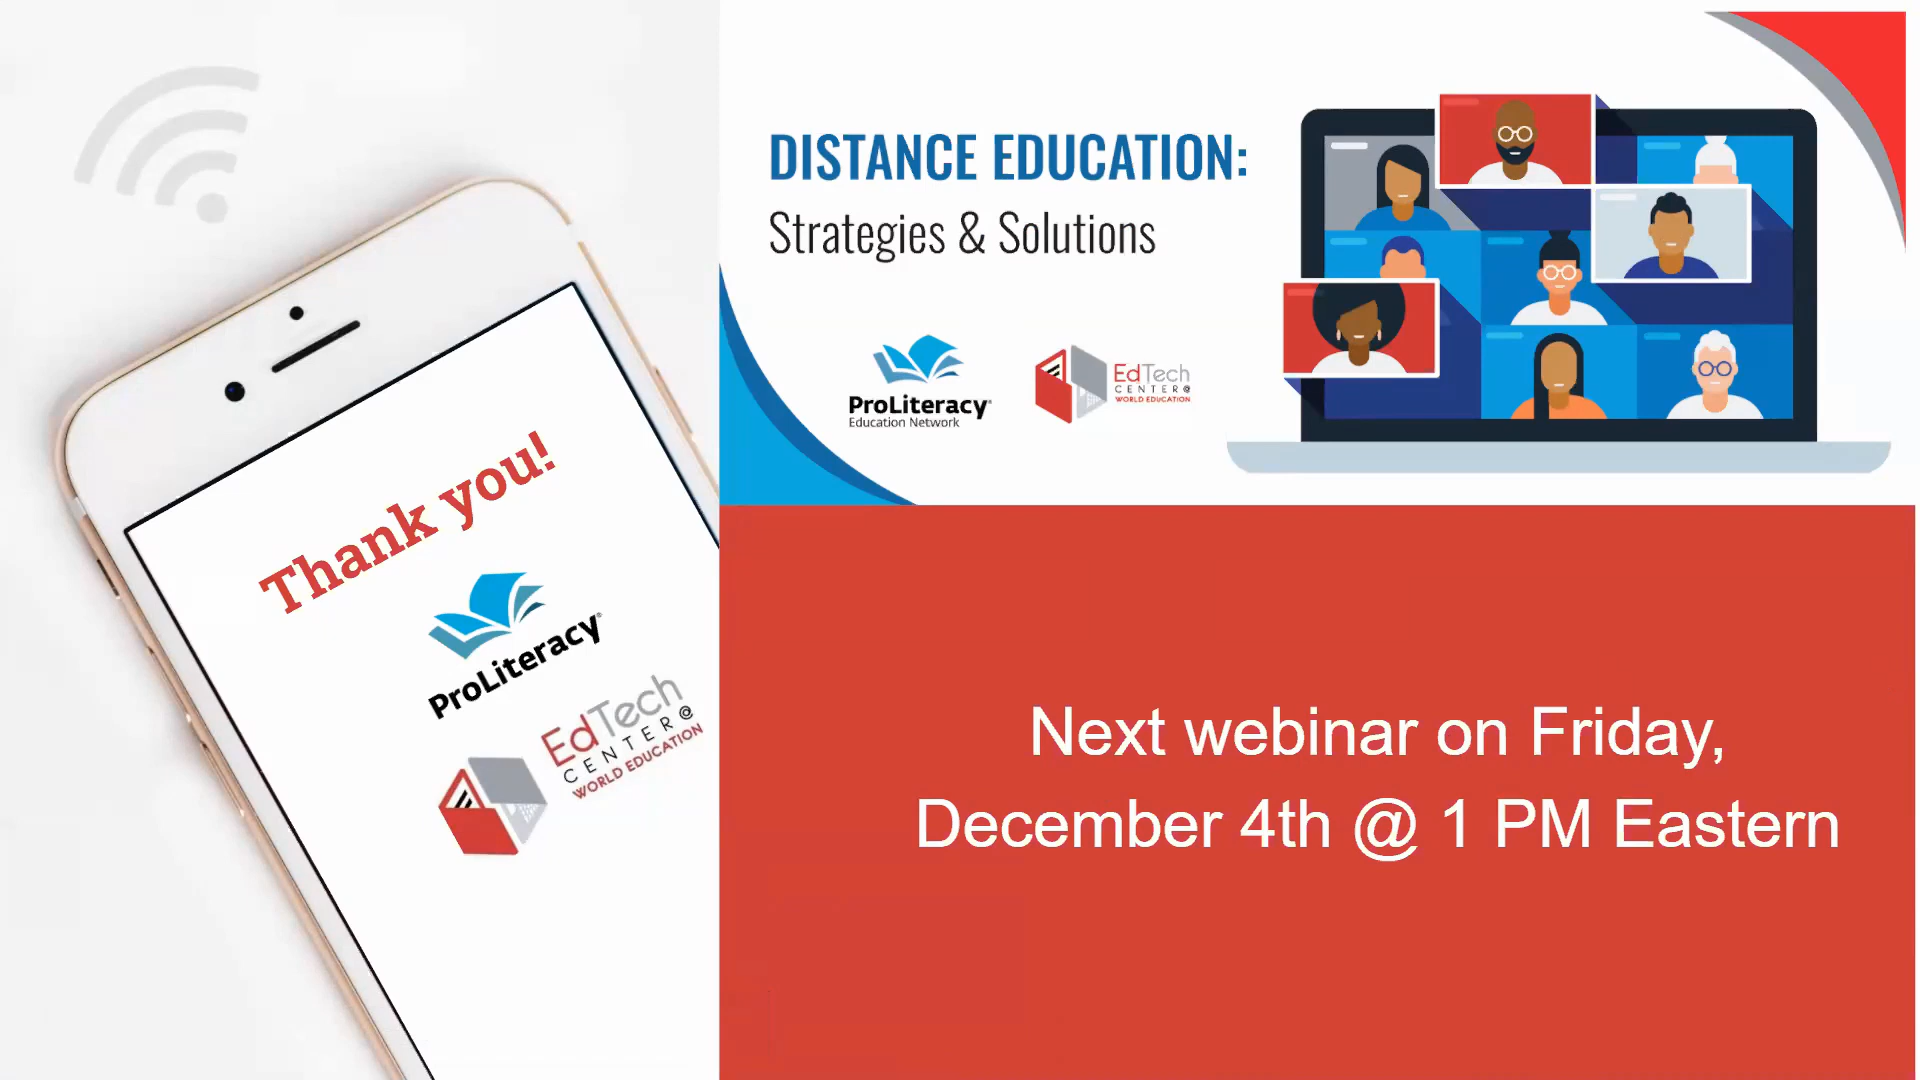 Thank you!
ProLiteracy
EdTech
CENTER@
WORLD EDUCATION
DISTANCE EDUCATION:
Strategies & Solutions
ProLiteracy
Education Network
EdTech
CENTER@
WORLD EDUCATION
Next webinar on Friday,
December 4th @ 1 PM Eastern